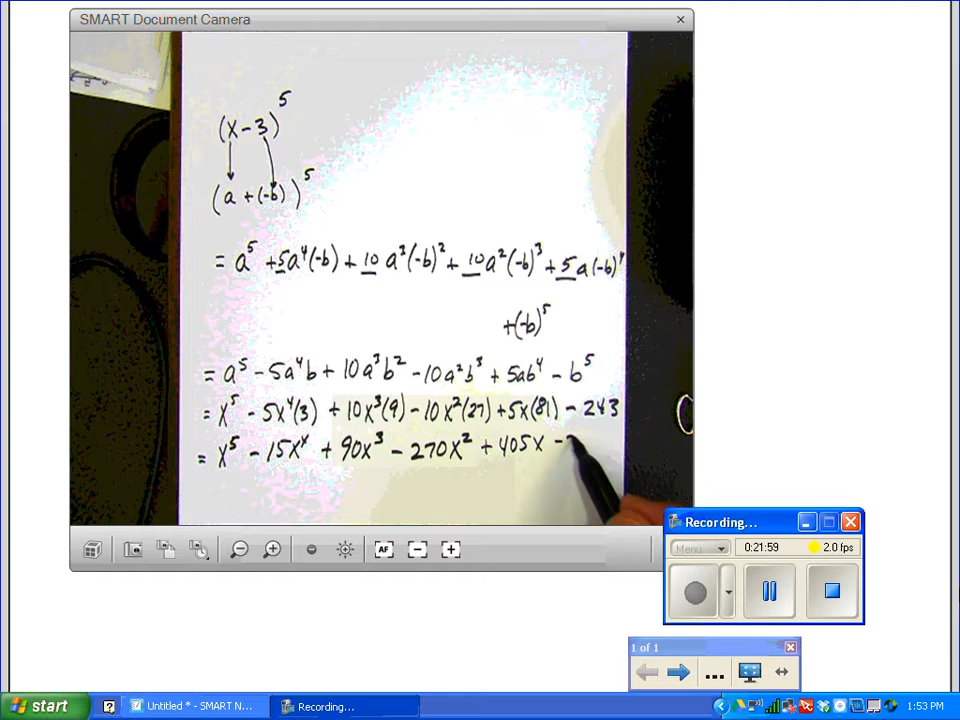 SMART Document Camera
(x-3)^5
(a+(-b))^5
= a^5 +5a^4(-b) + 10a^3(-b)^2 + 10a^2(-b)^3 + 5a(-b)^4
+(-b)^5
= a^5 -5a^4b + 10a^3b^2 -10a^2b^3 + 5ab^4 - b^5
= x^5 - 5x^4(3) + 10x^3(9) - 10x^2(27) + 5x(81) - 243
= x^5 - 15x^4 + 90x^3 - 270x^2 + 405x -
Recording...
Menu
0:21:59
2.0 fps
AF
1 of 1
...
start
Untitled * - SMART N...
Recording...
1:53 PM